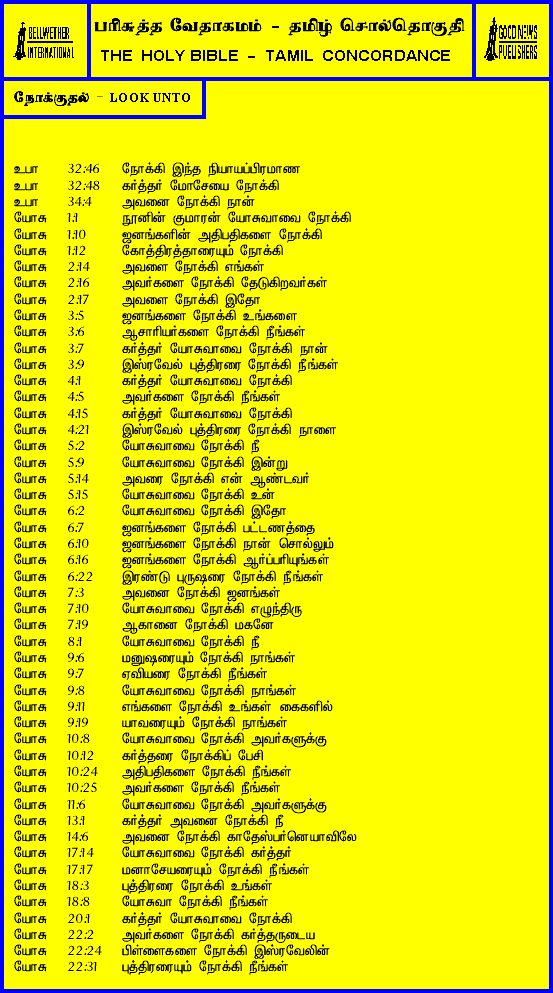 BELLWETHER
INTERNATIONAL
பரிசுத்த வேதாகமம் - தமிழ் சொல்தொகுதி
THE HOLY BIBLE - TAMIL CONCORDANCE
GOOD NEWS
PUBLISHERS
நோக்குதல் - LOOK UNTO
உபா 32:46 நோக்கி இந்த நியாயப்பிரமாண
உபா 32:48 கர்த்தர் மோசேயை நோக்கி
உபா 34:4 அவனை நோக்கி நான்
யோசு 1:1 நூனின் குமாரன் யோசுவாவை நோக்கி
யோசு 1:10 ஜனங்களின் அதிபதிகளை நோக்கி
யோசு 1:12 கோத்திரத்தாரையும் நோக்கி
யோசு 2:14 அவளை நோக்கி எங்கள்
யோசு 2:16 அவர்களை நோக்கி தேடுகிறவர்கள்
யோசு 2:17 அவளை நோக்கி இதோ
யோசு 3:5 ஜனங்களை நோக்கி உங்களை
யோசு 3:6 ஆசாரியர்களை நோக்கி நீங்கள்
யோசு 3:7 கர்த்தர் யோசுவாவை நோக்கி நான்
யோசு 3:9 இஸ்ரவேல் புத்திரரை நோக்கி நீங்கள்
யோசு 4:1 கர்த்தர் யோசுவாவை நோக்கி
யோசு 4:5 அவர்களை நோக்கி நீங்கள்
யோசு 4:15 கர்த்தர் யோசுவாவை நோக்கி
யோசு 4:21 இஸ்ரவேல் புத்திரரை நோக்கி நாளை
யோசு 5:2 யோசுவாவை நோக்கி நீ
யோசு 5:9 யோசுவாவை நோக்கி இன்று
யோசு 5:14 அவரை நோக்கி என் ஆண்டவர்
யோசு 5:15 யோசுவாவை நோக்கி உன்
யோசு 6:2 யோசுவாவை நோக்கி இதோ
யோசு 6:7 ஜனங்களை நோக்கி பட்டணத்தை
யோசு 6:10 ஜனங்களை நோக்கி நான் சொல்லும்
யோசு 6:16 ஜனங்களை நோக்கி ஆர்ப்பரியுங்கள்
யோசு 6:22 இரண்டு புருஷரை நோக்கி நீங்கள்
யோசு 7:3 அவனை நோக்கி ஜனங்கள்
யோசு 7:10 யோசுவாவை நோக்கி எழுந்திரு
யோசு 7:19 ஆகானை நோக்கி மகனே
யோசு 8:1 யோசுவாவை நோக்கி நீ
யோசு 9:6 மனுஷரையும் நோக்கி நாங்கள்
யோசு 9:7 ஏவியரை நோக்கி நீங்கள்
யோசு 9:8 யோசுவாவை நோக்கி நாங்கள்
யோசு 9:11 எங்களை நோக்கி உங்கள் கைகளில்
யோசு 9:19 யாவரையும் நோக்கி நாங்கள்
யோசு 10:8 யோசுவாவை நோக்கி அவர்களுக்கு
யோசு 10:12 கர்த்தரை நோக்கிப் பேசி
யோசு 10:24 அதிபதிகளை நோக்கி நீங்கள்
யோசு 10:25 அவர்களை நோக்கி நீங்கள்
யோசு 11:6 யோசுவாவை நோக்கி அவர்களுக்கு
யோசு 13:1 கர்த்தர் அவனை நோக்கி நீ
யோசு 14:6 அவனை நோக்கி காதேஸ்பர்னெயாவிலே
யோசு 17:14 யோசுவாவை நோக்கி கர்த்தர்
யோசு 17:17 மனாசேயரையும் நோக்கி நீங்கள்
யோசு 18:3 புத்திரரை நோக்கி உங்கள்
யோசு 18:8 யோசுவா நோக்கி நீங்கள்
யோசு 20:1 கர்த்தர் யோசுவாவை நோக்கி
யோசு 22:2 அவர்களை நோக்கி கர்த்தருடைய
யோசு 22:24 பிள்ளைகளை நோக்கி இஸ்ரவேலின்
யோசு 22:31 புத்திரரையும் நோக்கி நீங்கள்